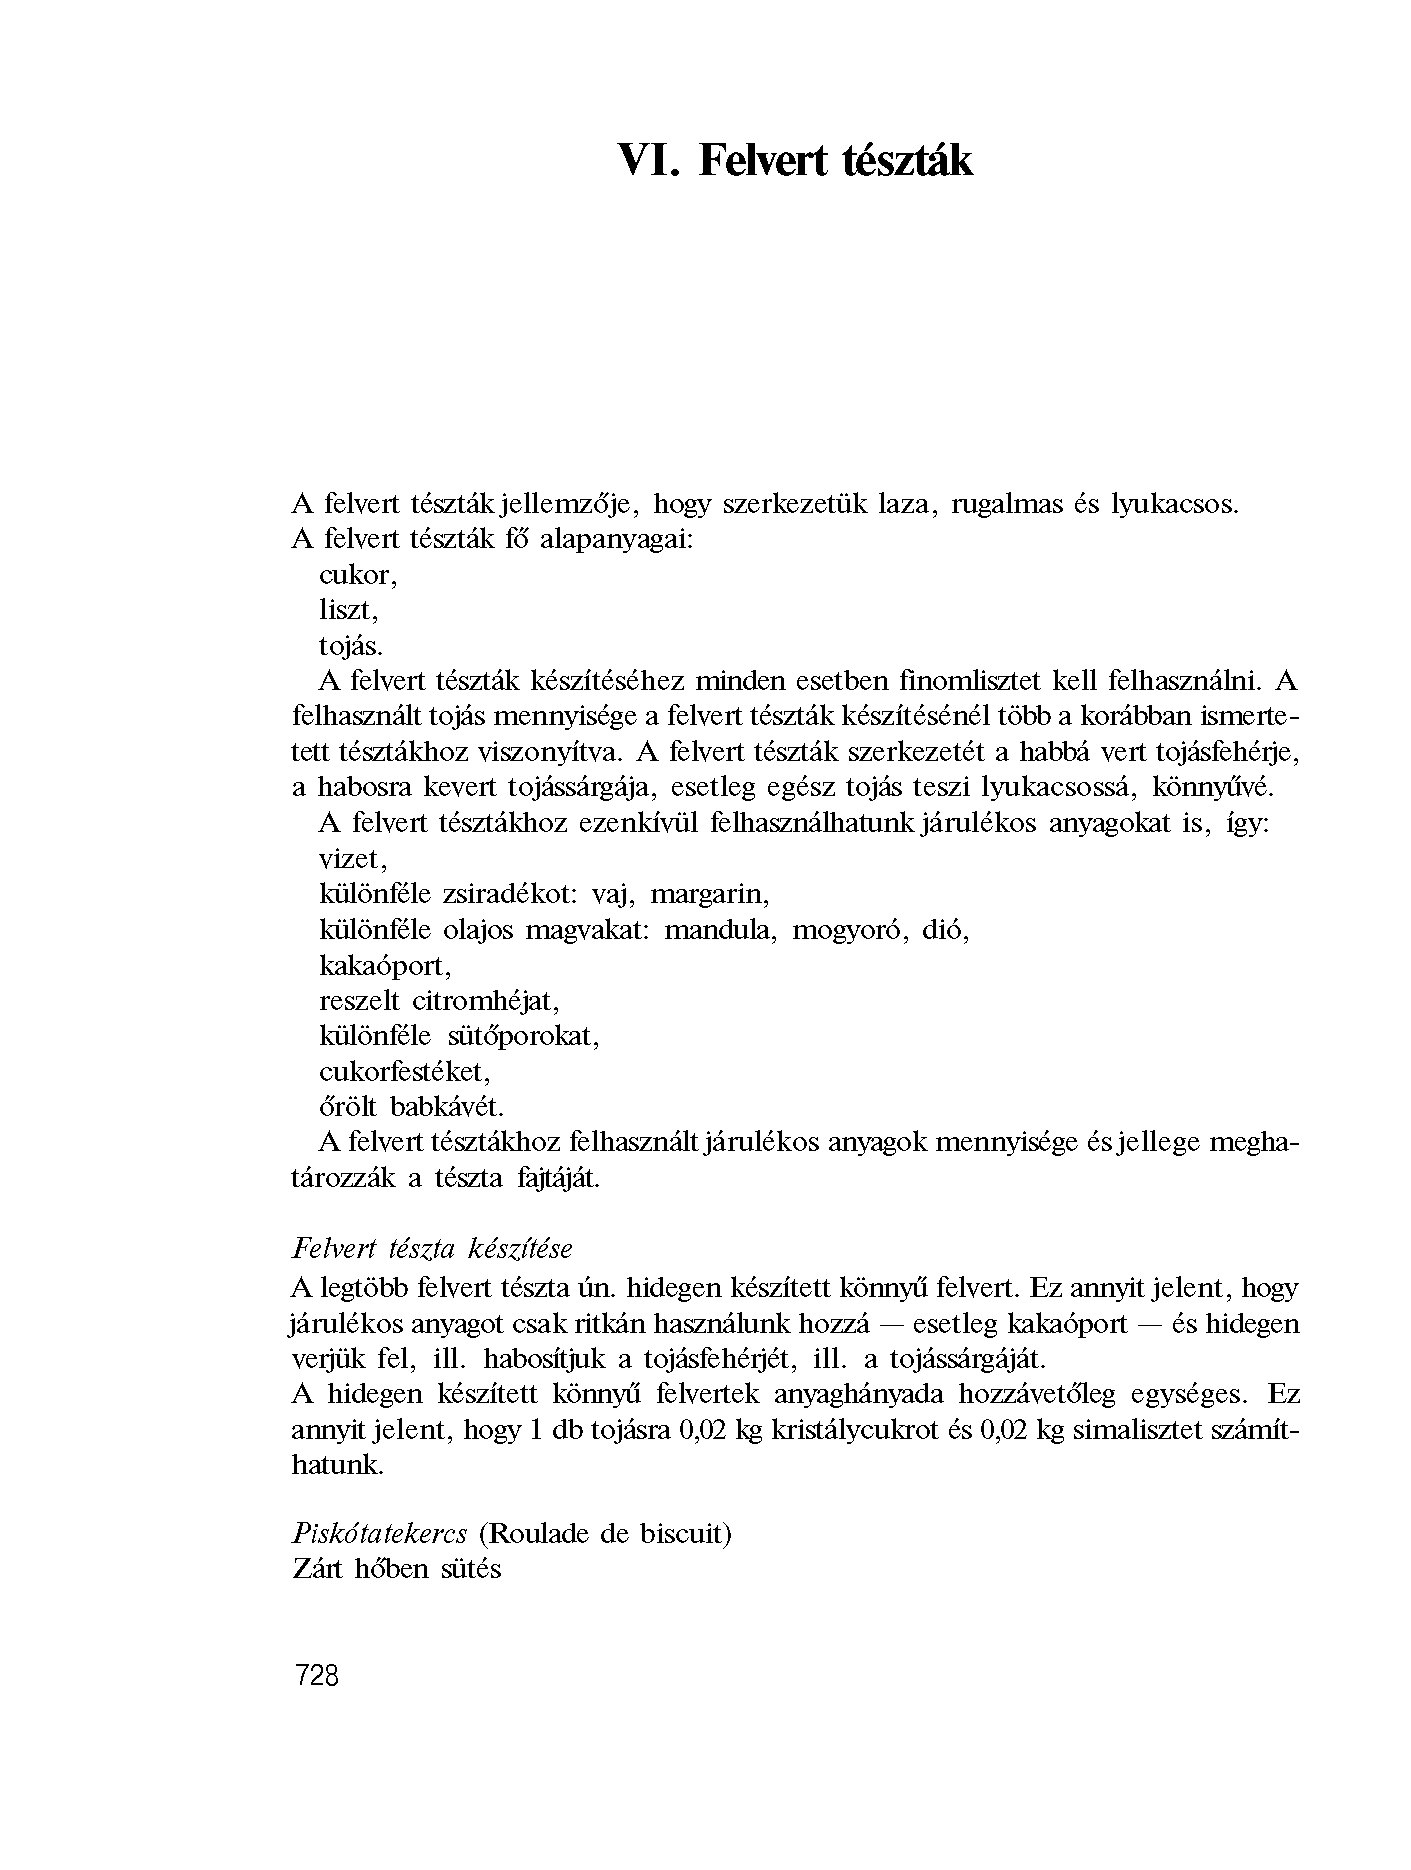 VI. Felvert tészták
A felvert tészták jellemzője, hogy szerkezetük laza, rugalmas és lyukacsos.
A felvert tészták fő alapanyagai:
cukor,
liszt,
tojás.
A felvert tészták készítéséhez minden esetben finomlisztet kell felhasználni. A
felhasznált tojás mennyisége a felvert tészták készítésénél több a korábban ismerte-
tett tésztákhoz viszonyítva. A felvert tészták szerkezetét a habbá vert tojásfehérje,
a habosra kevert tojássárgája, esetleg egész tojás teszi lyukacsossá, könnyűvé.
A felvert tésztákhoz ezenkívül felhasználhatunk járulékos anyagokat is, így:
vizet,
különféle zsiradékot: vaj, margarin,
különféle olajos magvakat: mandula, mogyoró, dió,
kakaóport,
reszelt citromhéjat,
különféle sütőporokat,
cukorfestéket,
őrölt babkávét.
A felvert tésztákhoz felhasznált járulékos anyagok mennyisége és jellege megha-
tározzák a tészta fajtáját.
Felvert tészta készítése
A legtöbb felvert tészta ún. hidegen készített könnyű felvert. Ez annyit jelent, hogy
járulékos anyagot csak ritkán használunk hozzá — esetleg kakaóport — és hidegen
verjük fel, ill. habosítjuk a tojásfehérjét, ill. a tojássárgáját.
A hidegen készített könnyű felvertek anyaghányada hozzávetőleg egységes. Ez
annyit jelent, hogy 1 db tojásra 0,02 kg kristálycukrot és 0,02 kg simalisztet számít-
hatunk.
Piskótatekercs (Roulade de biscuit)
Zárt hőben sütés
728